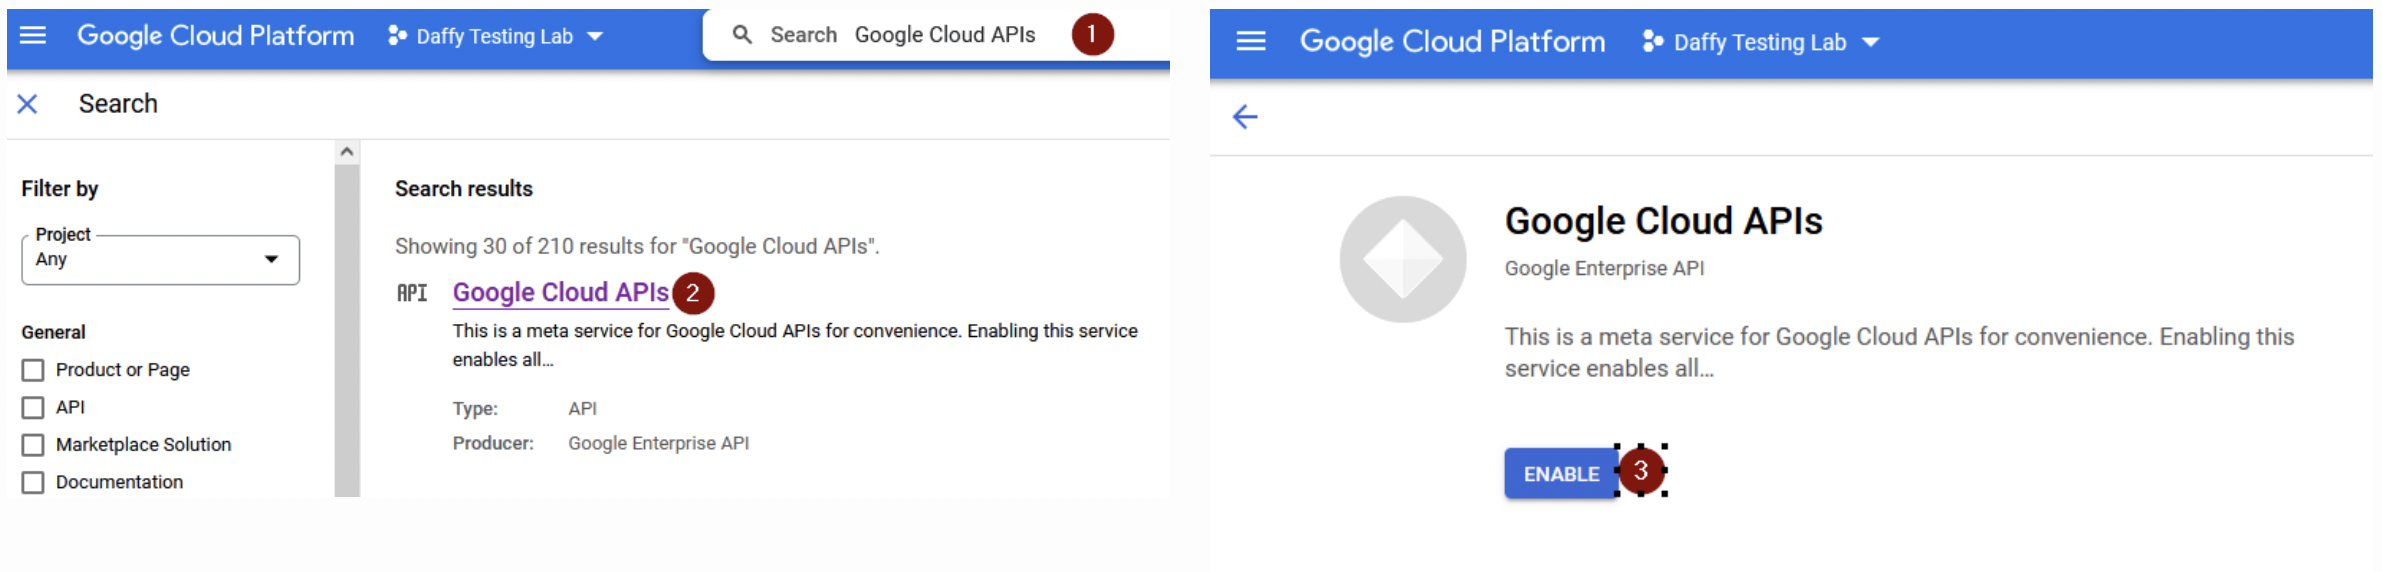 Google Cloud Platform Daffy Testing Lab Search Google Cloud APIs 1
Search
Filter by
Project
Any
General
Product or Page
API
Marketplace Solution
Documentation
Search results
Showing 30 of 210 results for "Google Cloud APIs".
API Google Cloud APIs 2
This is a meta service for Google Cloud APIs for convenience. Enabling this service
enables all...
Type: API
Producer: Google Enterprise API
Google Cloud Platform Daffy Testing Lab
Google Cloud APIs
Google Enterprise API
This is a meta service for Google Cloud APIs for convenience. Enabling this
service enables all...
ENABLE 3